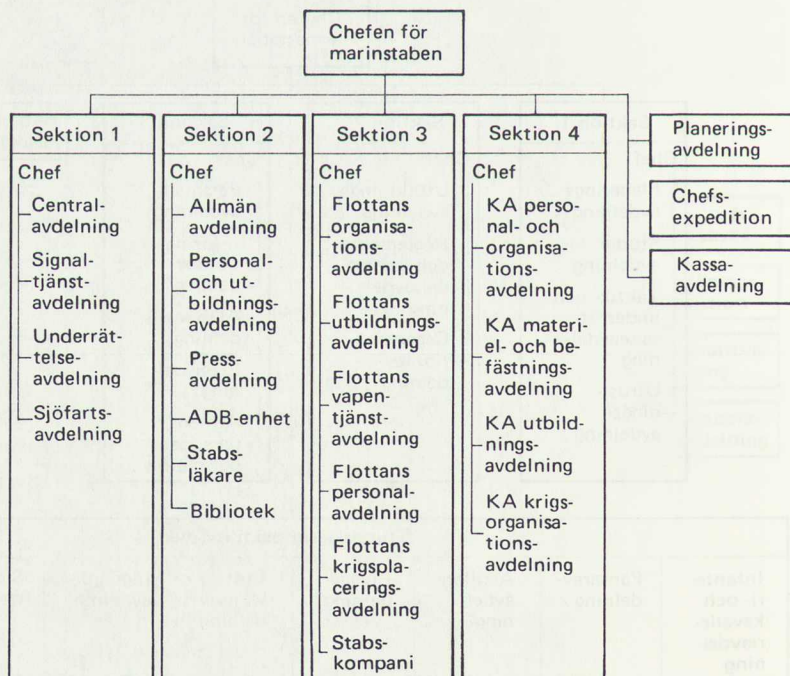 Chefen för
marinstaben
Sektion 1
Chef
Central-
avdelning
Signal-
tjänst-
avdelning
Underrät-
telse-
avdelning
Sjöfarts-
avdelning
Sektion 2
Chef
Allmän
avdelning
Personal-
och ut-
bildnings-
avdelning
Press-
avdelning
ADB-enhet
Stabs-
läkare
Bibliotek
Sektion 3
Chef
Flottans
organisa-
tions-
avdelning
Flottans
utbildnings-
avdelning
Flottans
vapen-
tjänst-
avdelning
Flottans
personal-
avdelning
Flottans
krigspla-
cerings-
avdelning
Stabs-
kompani
Sektion 4
Chef
KA perso-
nal- och
organisa-
tions-
avdelning
KA materi-
el- och be-
fästnings-
avdelning
KA utbild-
nings-
avdelning
KA krigs-
organisa-
tions-
avdelning
Planerings-
avdelning
Chefs-
expedition
Kassa-
avdelning